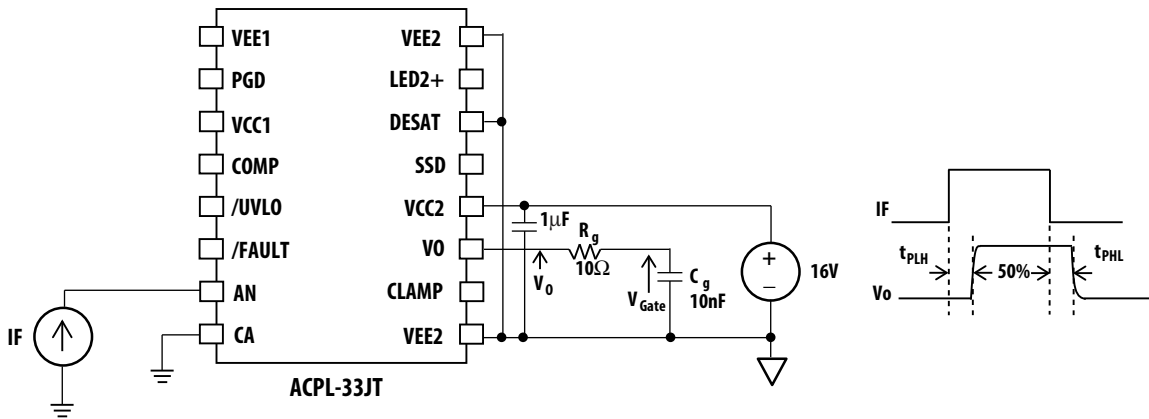 VEE1
PGD
VCC1
COMP
/UVLO
/FAULT
AN
CA
VEE2
LED2+
DESAT
SSD
VCC2
VO
CLAMP
VEE2
ACPL-33JT
IF
1μF
Rg
10Ω
VO
VGate
Cg
10nF
+
−
16V
IF
tPLH
50%
tPHL
Vo